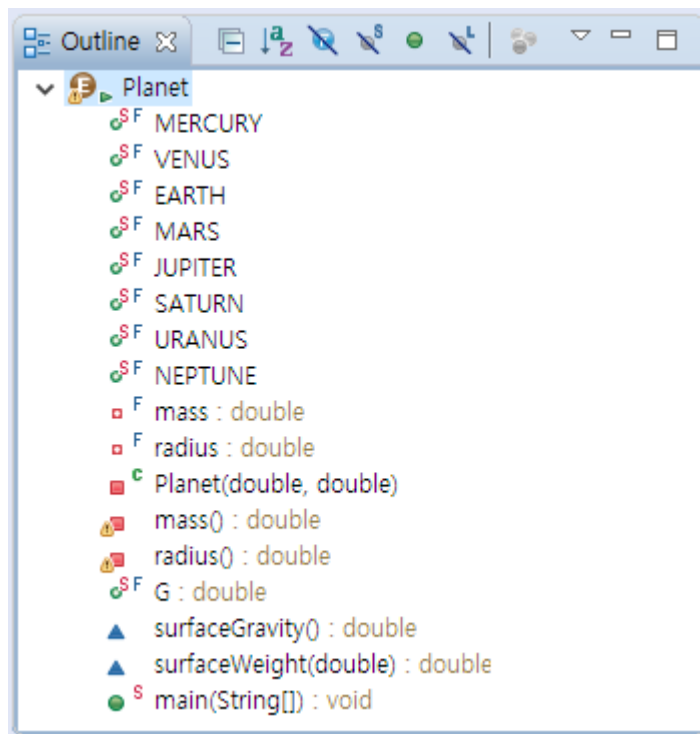 Outline
Planet
MERCURY
VENUS
EARTH
MARS
JUPITER
SATURN
URANUS
NEPTUNE
mass : double
radius : double
Planet(double, double)
mass() : double
radius() : double
G : double
surfaceGravity() : double
surfaceWeight(double) : double
main(String[]) : void